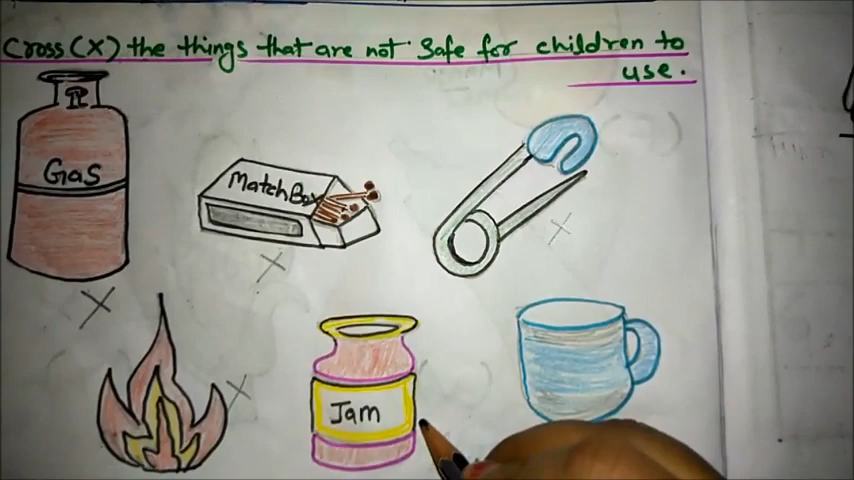 Cross (X) the things that are not safe for children to
use.
Gas
MatchBox
Jam